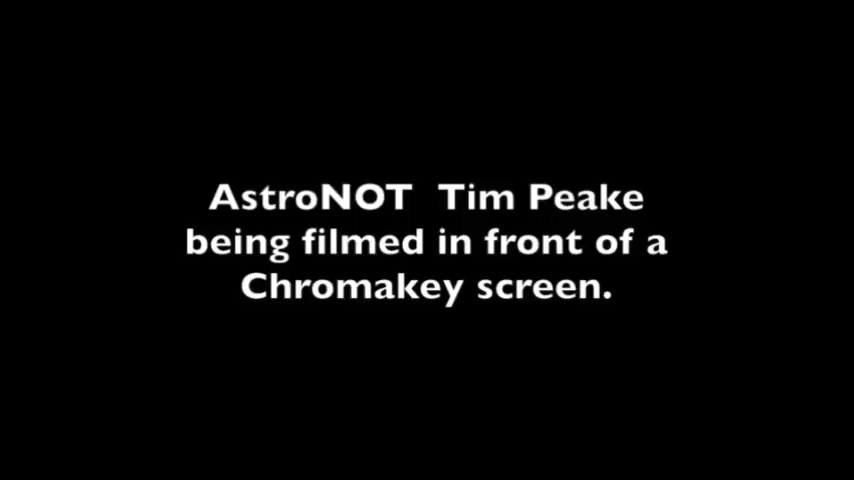 AstroNOT Tim Peake
being filmed in front of a
Chromakey screen.